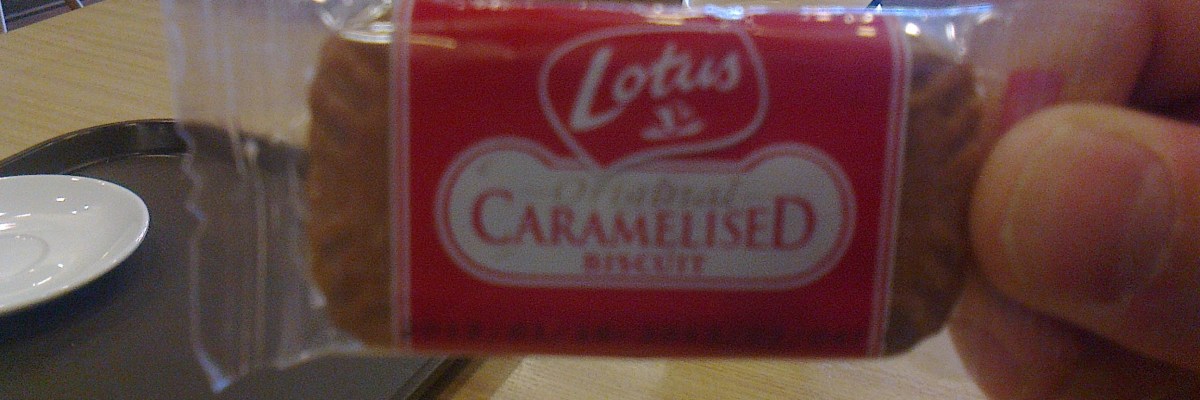 Lotus
Original
CARAMELISED
BISCUIT